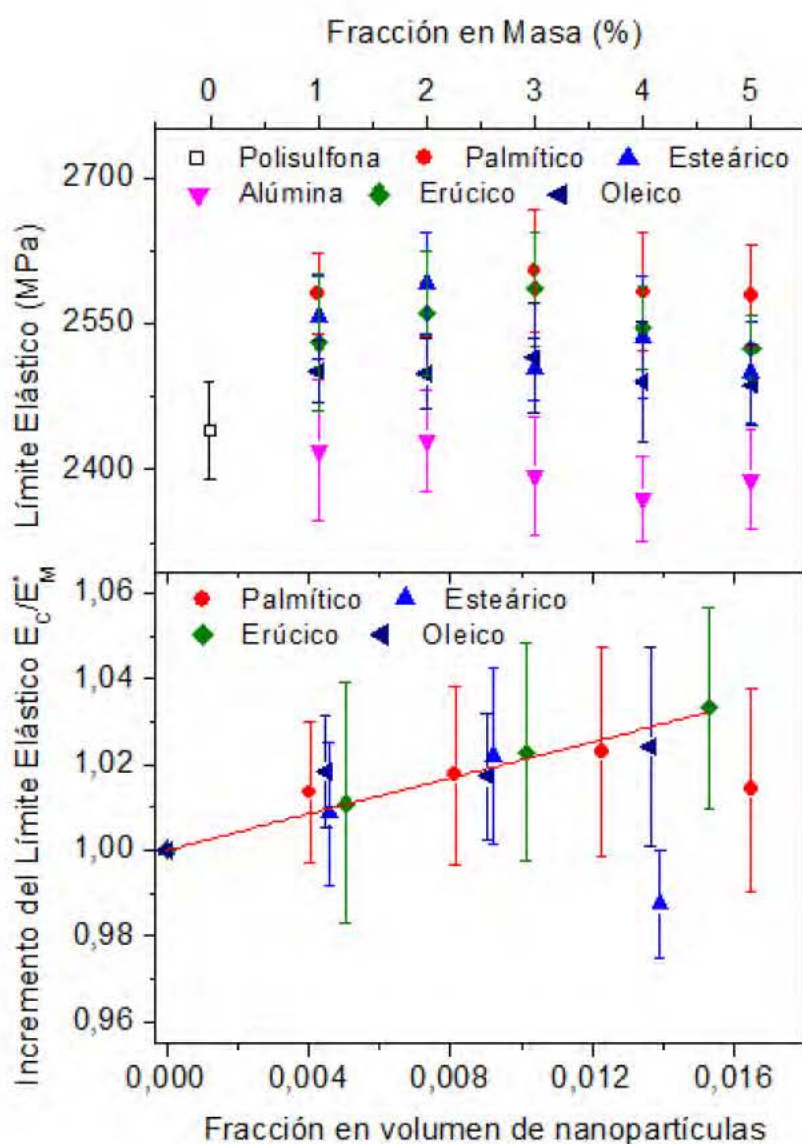 Fracción en Masa (%)
0 1 2 3 4 5
Polisulfona Palmítico Esteárico
Alúmina Erúcico Oleico
2700
2550
2400
Límite Elástico (MPa)
1,06
1,04
1,02
1,00
0,98
0,96
Incremento del Límite Elástico E_C/E*_M
Palmítico Esteárico
Erúcico Oleico
0,000 0,004 0,008 0,012 0,016
Fracción en volumen de nanopartículas